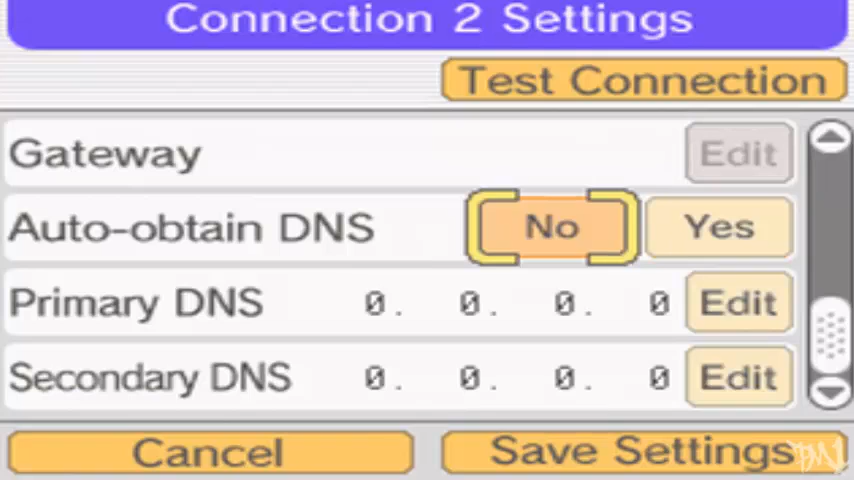 Connection 2 Settings
Test Connection
Gateway Edit
Auto-obtain DNS No Yes
Primary DNS 0. 0. 0. 0 Edit
Secondary DNS 0. 0. 0. 0 Edit
Cancel Save Settings